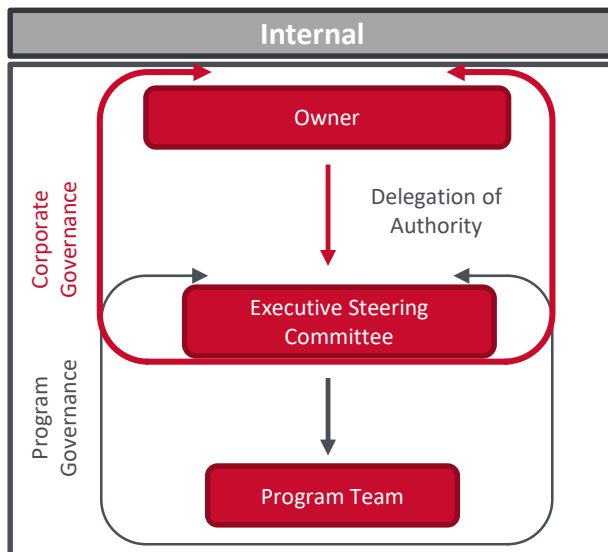 Internal
Owner
Corporate
Governance
Delegation of
Authority
Executive Steering
Committee
Program
Governance
Program Team